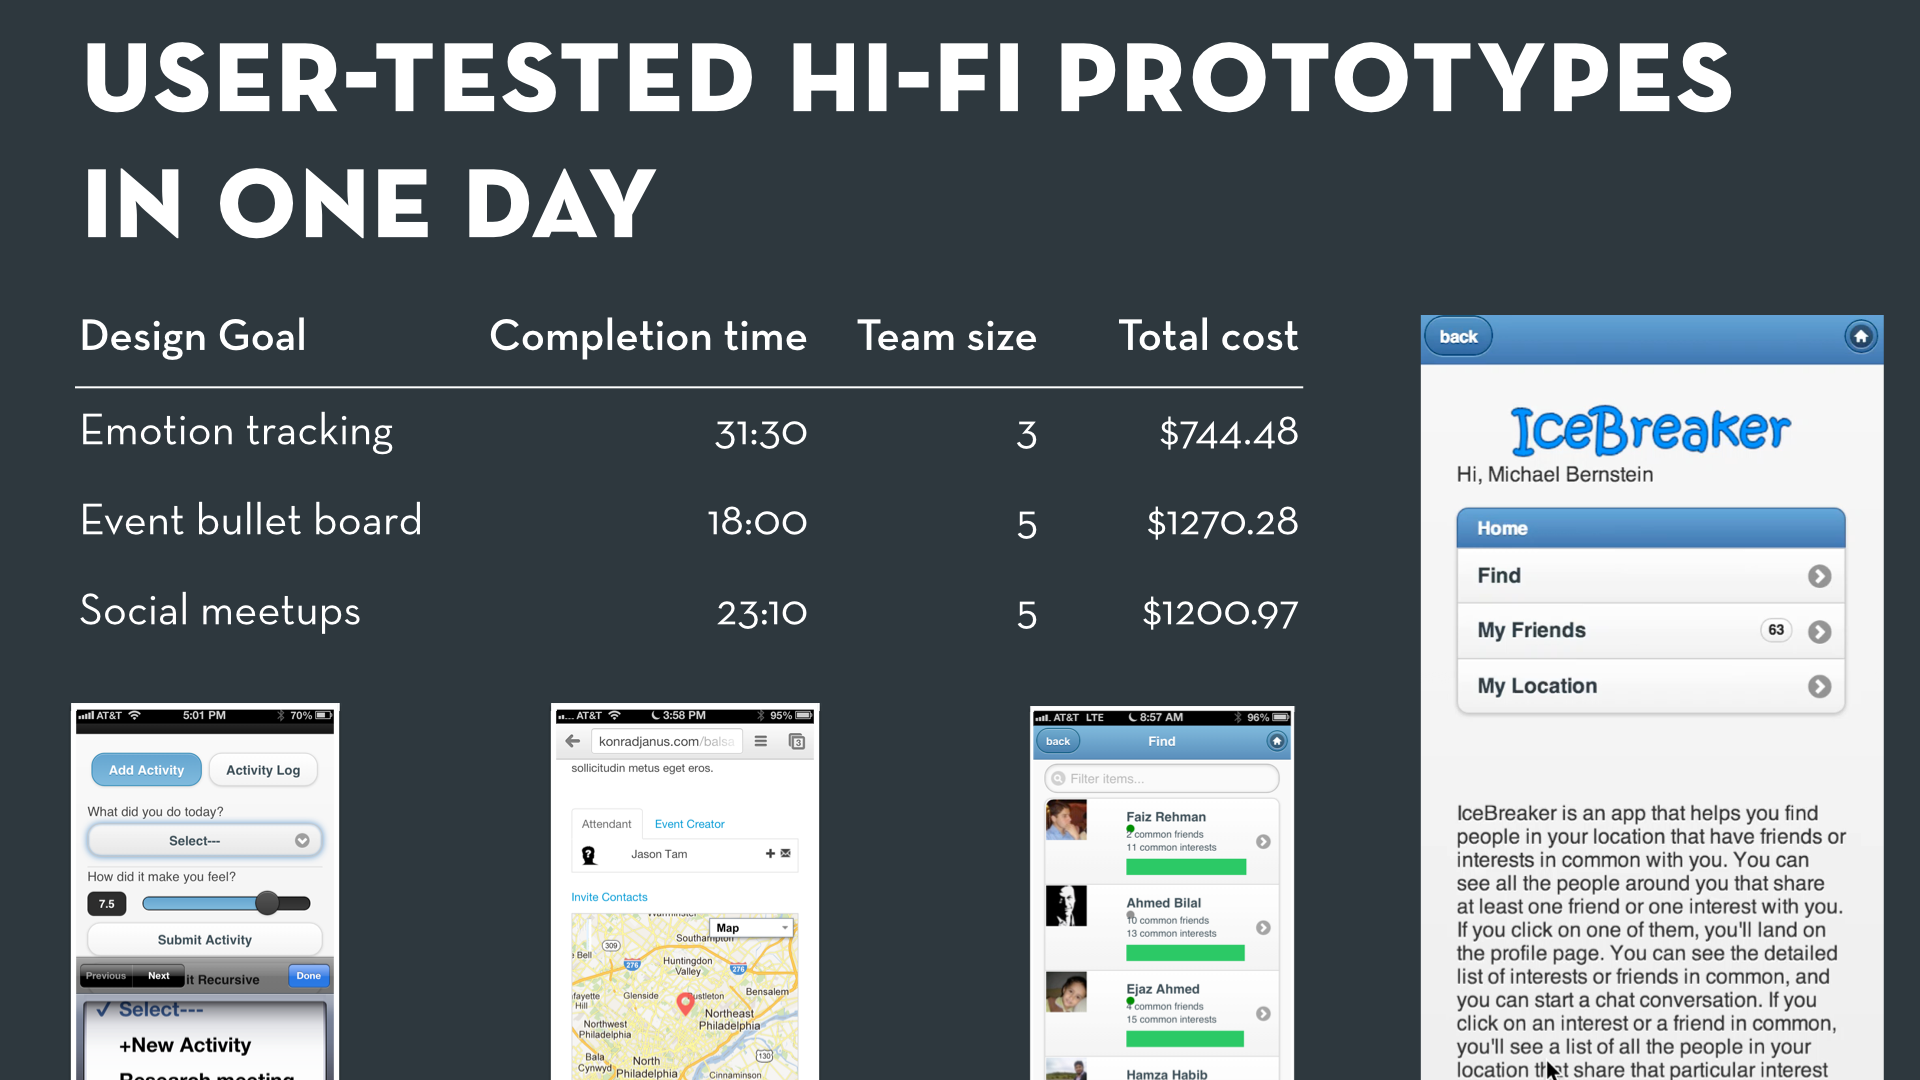 USER-TESTED HI-FI PROTOTYPES
IN ONE DAY
Design Goal Completion time Team size Total cost
Emotion tracking 31:30 3 $744.48
Event bullet board 18:00 5 $1270.28
Social meetups 23:10 5 $1200.97
AT&T 5:01 PM 70%
Add Activity Activity Log
What did you do today?
Select---
How did it make you feel?
7.5
Submit Activity
Previous Next it Recursive Done
✓ Select---
+New Activity
Research meeting
AT&T 3:58 PM 95%
konradjanus.com/balsa 3
sollicitudin metus eget eros.
Attendant Event Creator
Jason Tam
Invite Contacts
Map
Warminster
Southampton
309
Bell
276
Huntingdon
Valley
276
fayette
Hill
Glenside
ustleton
Bensalem
Northwest
Philadelphia
Northeast
Philadelphia
Bala
Cynwyd
North
Philadelphia
130
Cinnaminson
AT&T LTE 8:57 AM 96%
back Find
Filter items...
Faiz Rehman
2 common friends
11 common interests
Ahmed Bilal
10 common friends
13 common interests
Ejaz Ahmed
4 common friends
15 common interests
Hamza Habib
back
IceBreaker
Hi, Michael Bernstein
Home
Find
My Friends 63
My Location
IceBreaker is an app that helps you find
people in your location that have friends or
interests in common with you. You can
see all the people around you that share
at least one friend or one interest with you.
If you click on one of them, you'll land on
the profile page. You can see the detailed
list of interests or friends in common, and
you can start a chat conversation. If you
click on an interest or a friend in common,
you'll see a list of all the people in your
location that share that particular interest